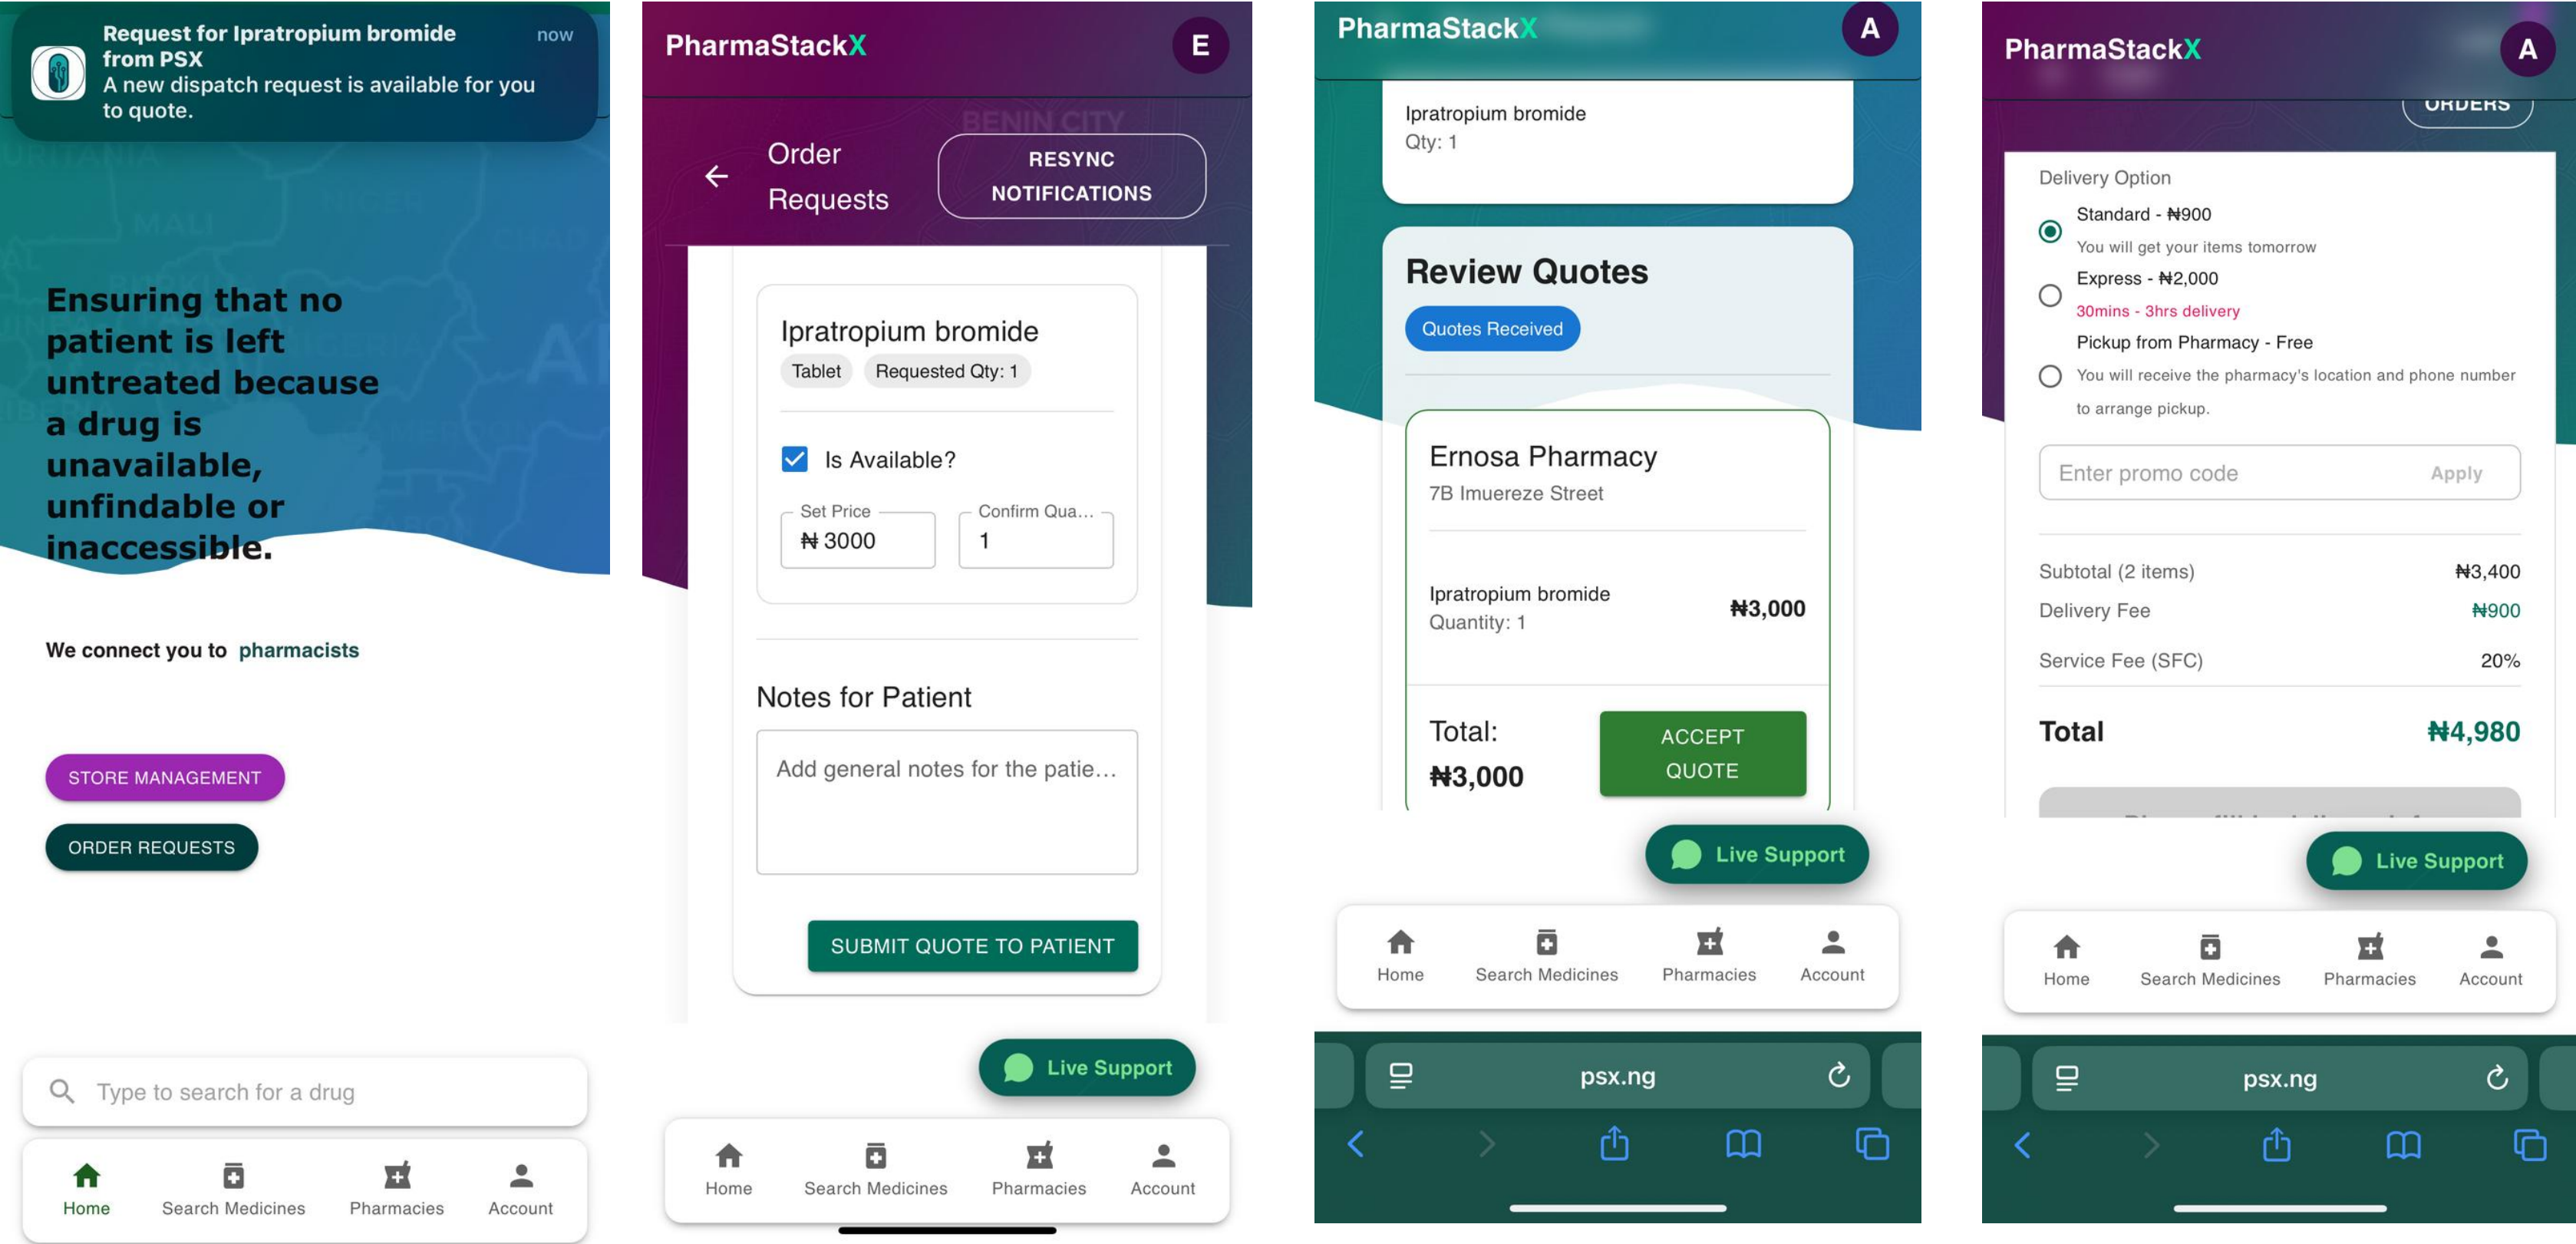 Request for Ipratropium bromide
now
from PSX
A new dispatch request is available for you
to quote.
MALI
NIGER
Ensuring that no
patient is left
untreated because
a drug is
unavailable,
unfindable or
inaccessible.
We connect you to pharmacists
STORE MANAGEMENT
ORDER REQUESTS
Type to search for a drug
Home
Search Medicines
Pharmacies
Account
PharmaStackX
E
BENIN CITY
Order
Requests
RESYNC
NOTIFICATIONS
Ipratropium bromide
Tablet
Requested Qty: 1
Is Available?
Set Price
₦ 3000
Confirm Qua...
1
Notes for Patient
Add general notes for the patie...
SUBMIT QUOTE TO PATIENT
Live Support
Home
Search Medicines
Pharmacies
Account
PharmaStackX
A
Ipratropium bromide
Qty: 1
Review Quotes
Quotes Received
Ernosa Pharmacy
7B Imuereze Street
Ipratropium bromide
Quantity: 1
₦3,000
Total:
₦3,000
ACCEPT
QUOTE
Live Support
Home
Search Medicines
Pharmacies
Account
psx.ng
PharmaStackX
A
ORDERS
Delivery Option
Standard - ₦900
You will get your items tomorrow
Express - ₦2,000
30mins - 3hrs delivery
Pickup from Pharmacy - Free
You will receive the pharmacy's location and phone number
to arrange pickup.
Enter promo code
Apply
Subtotal (2 items)
₦3,400
Delivery Fee
₦900
Service Fee (SFC)
20%
Total
₦4,980
Live Support
Home
Search Medicines
Pharmacies
Account
psx.ng